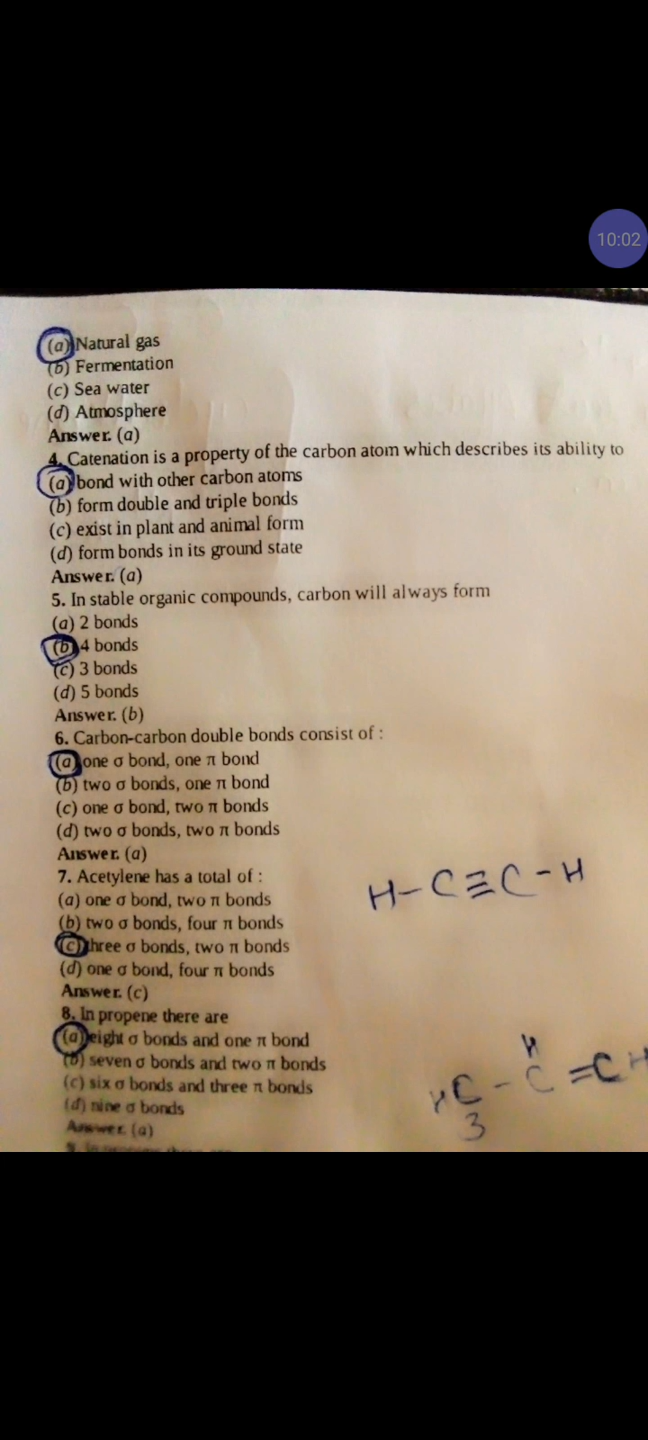 10:02
(a) Natural gas
(b) Fermentation
(c) Sea water
(d) Atmosphere
Answer. (a)
4. Catenation is a property of the carbon atom which describes its ability to
(a) bond with other carbon atoms
(b) form double and triple bonds
(c) exist in plant and animal form
(d) form bonds in its ground state
Answer. (a)
5. In stable organic compounds, carbon will always form
(a) 2 bonds
(b) 4 bonds
(c) 3 bonds
(d) 5 bonds
Answer. (b)
6. Carbon-carbon double bonds consist of :
(a) one σ bond, one π bond
(b) two σ bonds, one π bond
(c) one σ bond, two π bonds
(d) two σ bonds, two π bonds
Answer. (a)
7. Acetylene has a total of :
(a) one σ bond, two π bonds
(b) two σ bonds, four π bonds
(c) three σ bonds, two π bonds
(d) one σ bond, four π bonds
Answer. (c)
H-C≡C-H
8. In propene there are
(a) eight σ bonds and one π bond
(b) seven σ bonds and two π bonds
(c) six σ bonds and three π bonds
(d) nine σ bonds
Answer. (a)
H
HC-C=CH
3